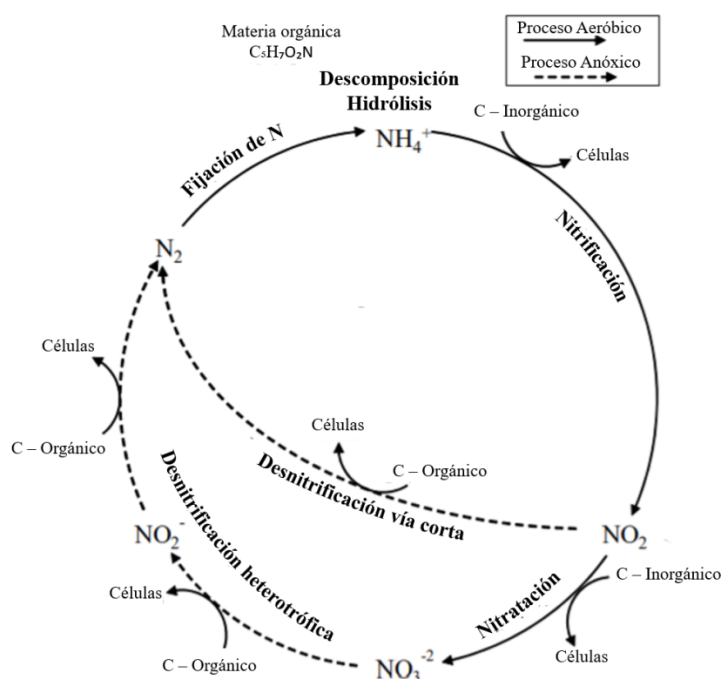 Materia orgánica
C₅H₇O₂N
Proceso Aeróbico
Proceso Anóxico
Descomposición
Hidrólisis
NH₄⁺
C – Inorgánico
Células
Fijación de N
Nitrificación
N₂
Células
C – Orgánico
Células
C – Orgánico
Desnitrificación vía corta
Desnitrificación heterotrófica
NO₂⁻
NO₂
C – Inorgánico
Nitratación
Células
Células
C – Orgánico
NO₃⁻²